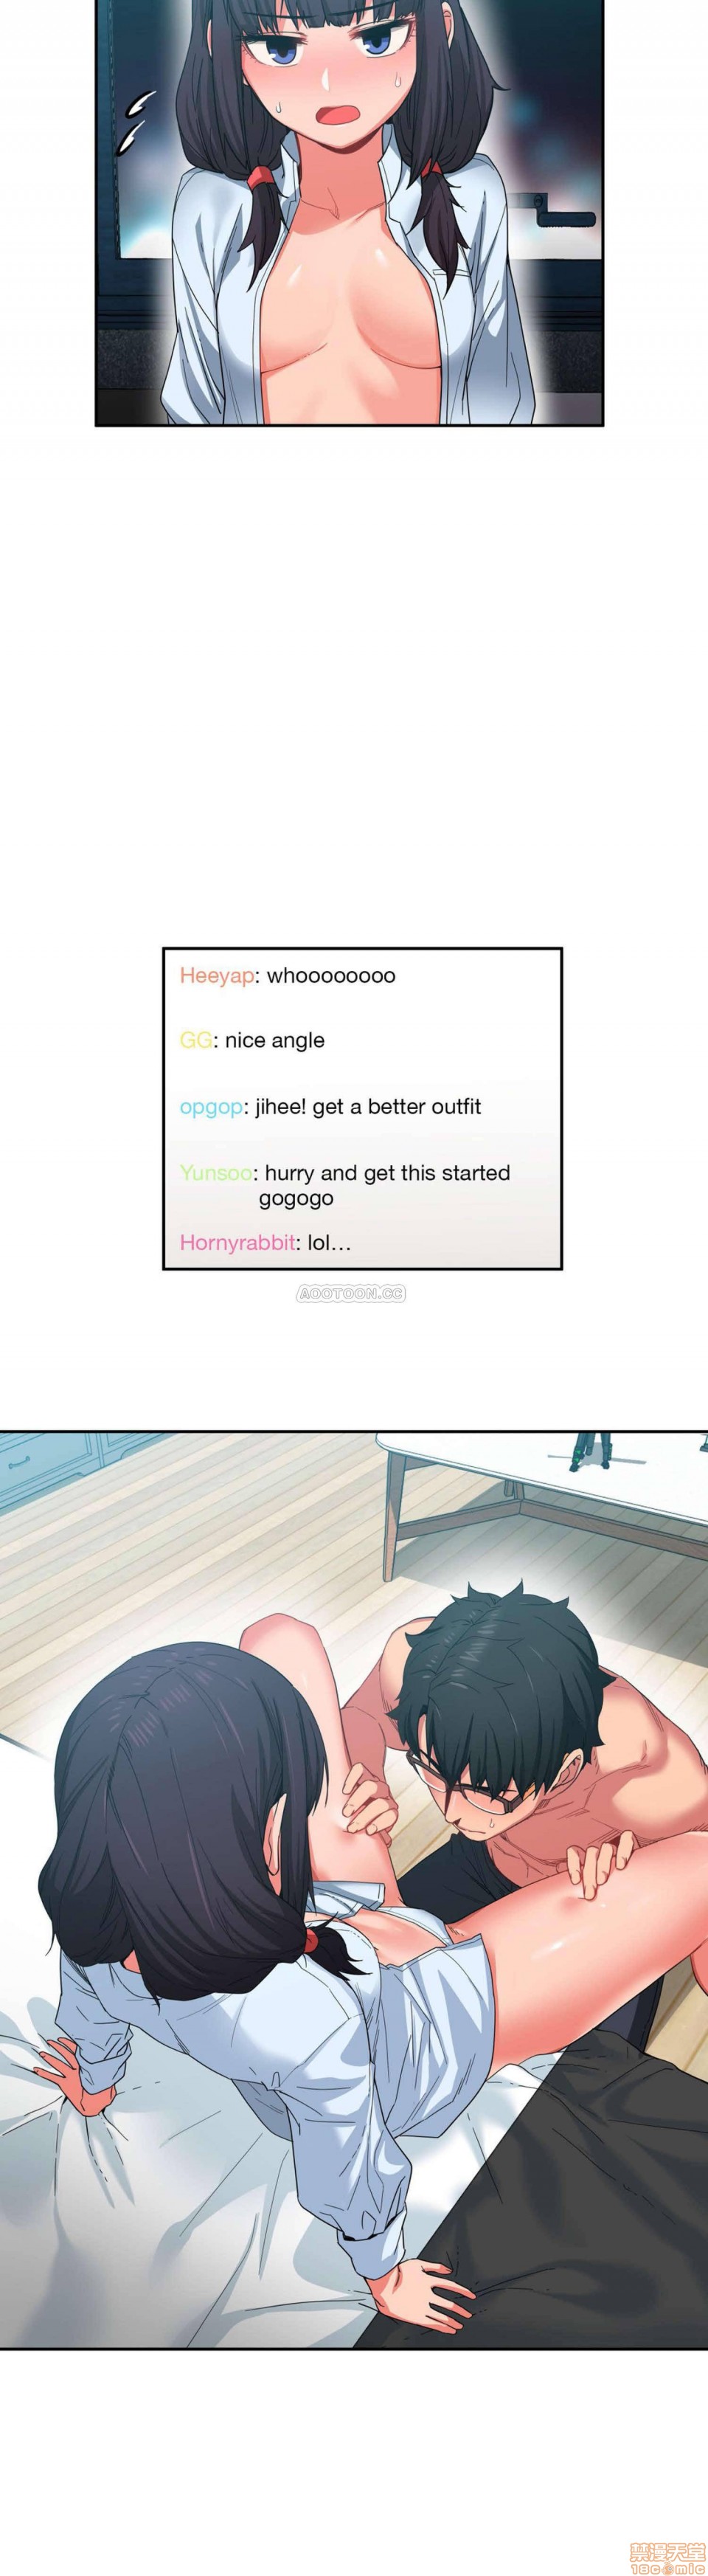 Heeyap: whoooooooo
GG: nice angle
opgop: jihee! get a better outfit
Yunsoo: hurry and get this started
gogogo
Hornyrabbit: lol...
AOOTOON.CC
禁漫天堂
18comic